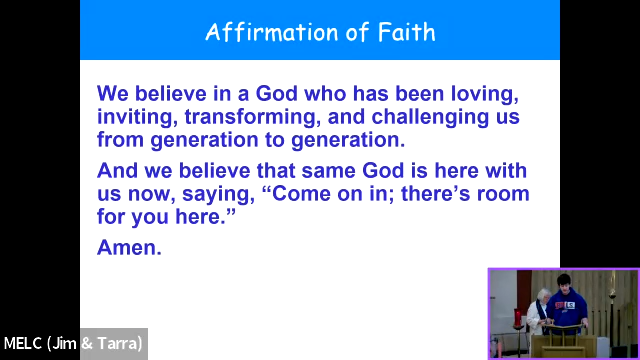 Affirmation of Faith
We believe in a God who has been loving,
inviting, transforming, and challenging us
from generation to generation.
And we believe that same God is here with
us now, saying, “Come on in; there’s room
for you here.”
Amen.
MELC (Jim & Tarra)